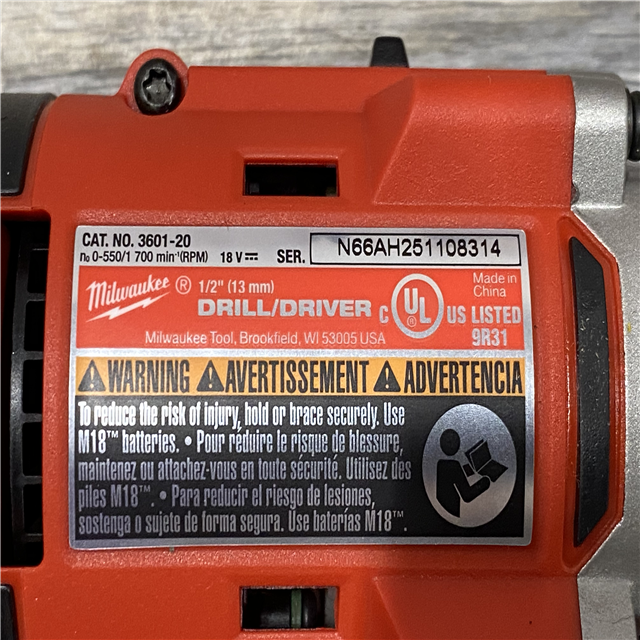 CAT. NO. 3601-20
n₀ 0-550/1 700 min⁻¹(RPM) 18 V⎓ SER. N66AH251108314
Milwaukee ® 1/2" (13 mm)
DRILL/DRIVER
Milwaukee Tool, Brookfield, WI 53005 USA
C UL US LISTED
9R31
Made in
China
WARNING AVERTISSEMENT ADVERTENCIA
To reduce the risk of injury, hold or brace securely. Use
M18™ batteries. • Pour réduire le risque de blessure,
maintenez ou attachez-vous en toute sécurité. Utilisez des
piles M18™. • Para reducir el riesgo de lesiones,
sostenga o sujete de forma segura. Use baterías M18™.